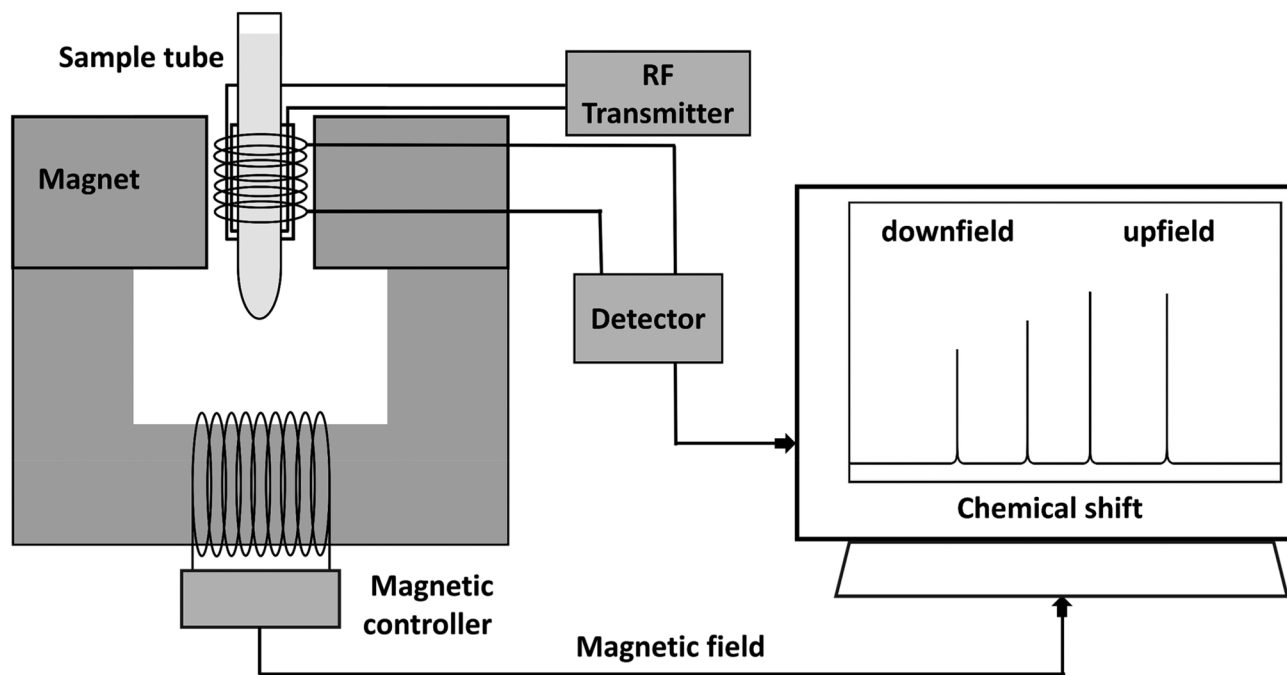 Sample tube
RF
Transmitter
Magnet
downfield
upfield
Detector
Chemical shift
Magnetic
controller
Magnetic field